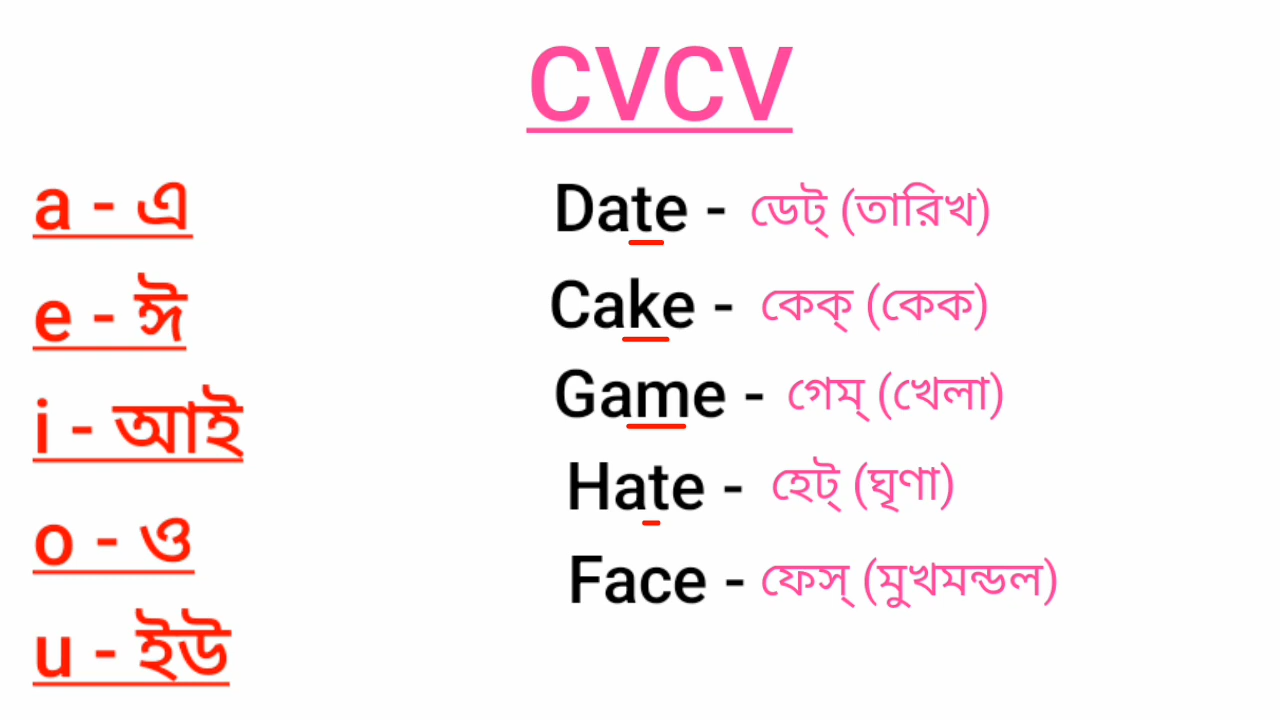 CVCV
a - এ
e - ঈ
i - আই
o - ও
u - ইউ
Date - ডেট্ (তারিখ)
Cake - কেক্ (কেক)
Game - গেম্ (খেলা)
Hate - হেট্ (ঘৃণা)
Face - ফেস্ (মুখমন্ডল)